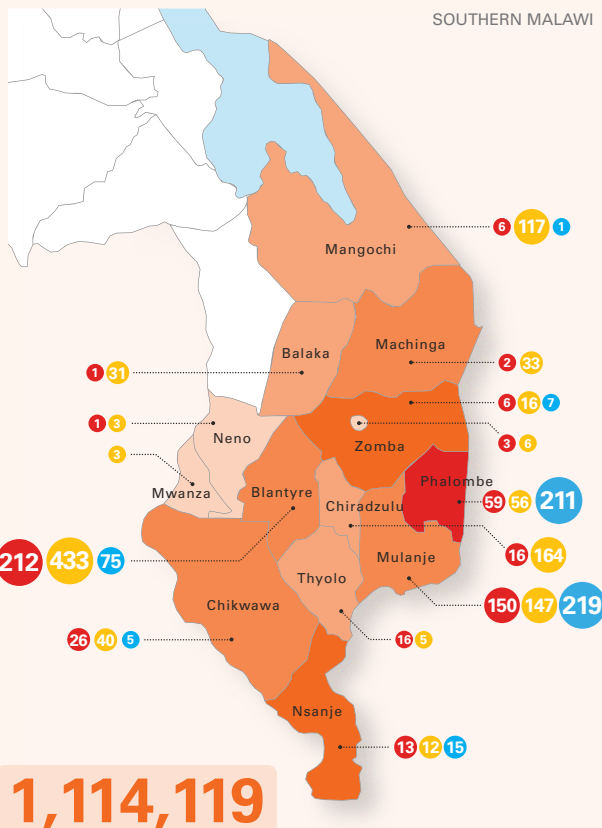 SOUTHERN MALAWI
6 117 1
Mangochi
Machinga
Balaka
2 33
1 31
6 16 7
1 3
Neno
Zomba
3 6
3
Phalombe
Mwanza
Blantyre
59 56 211
Chiradzulu
16 164
212 433 75
Mulanje
Thyolo
Chikwawa
150 147 219
26 40 5
16 5
Nsanje
13 12 15
1,114,119